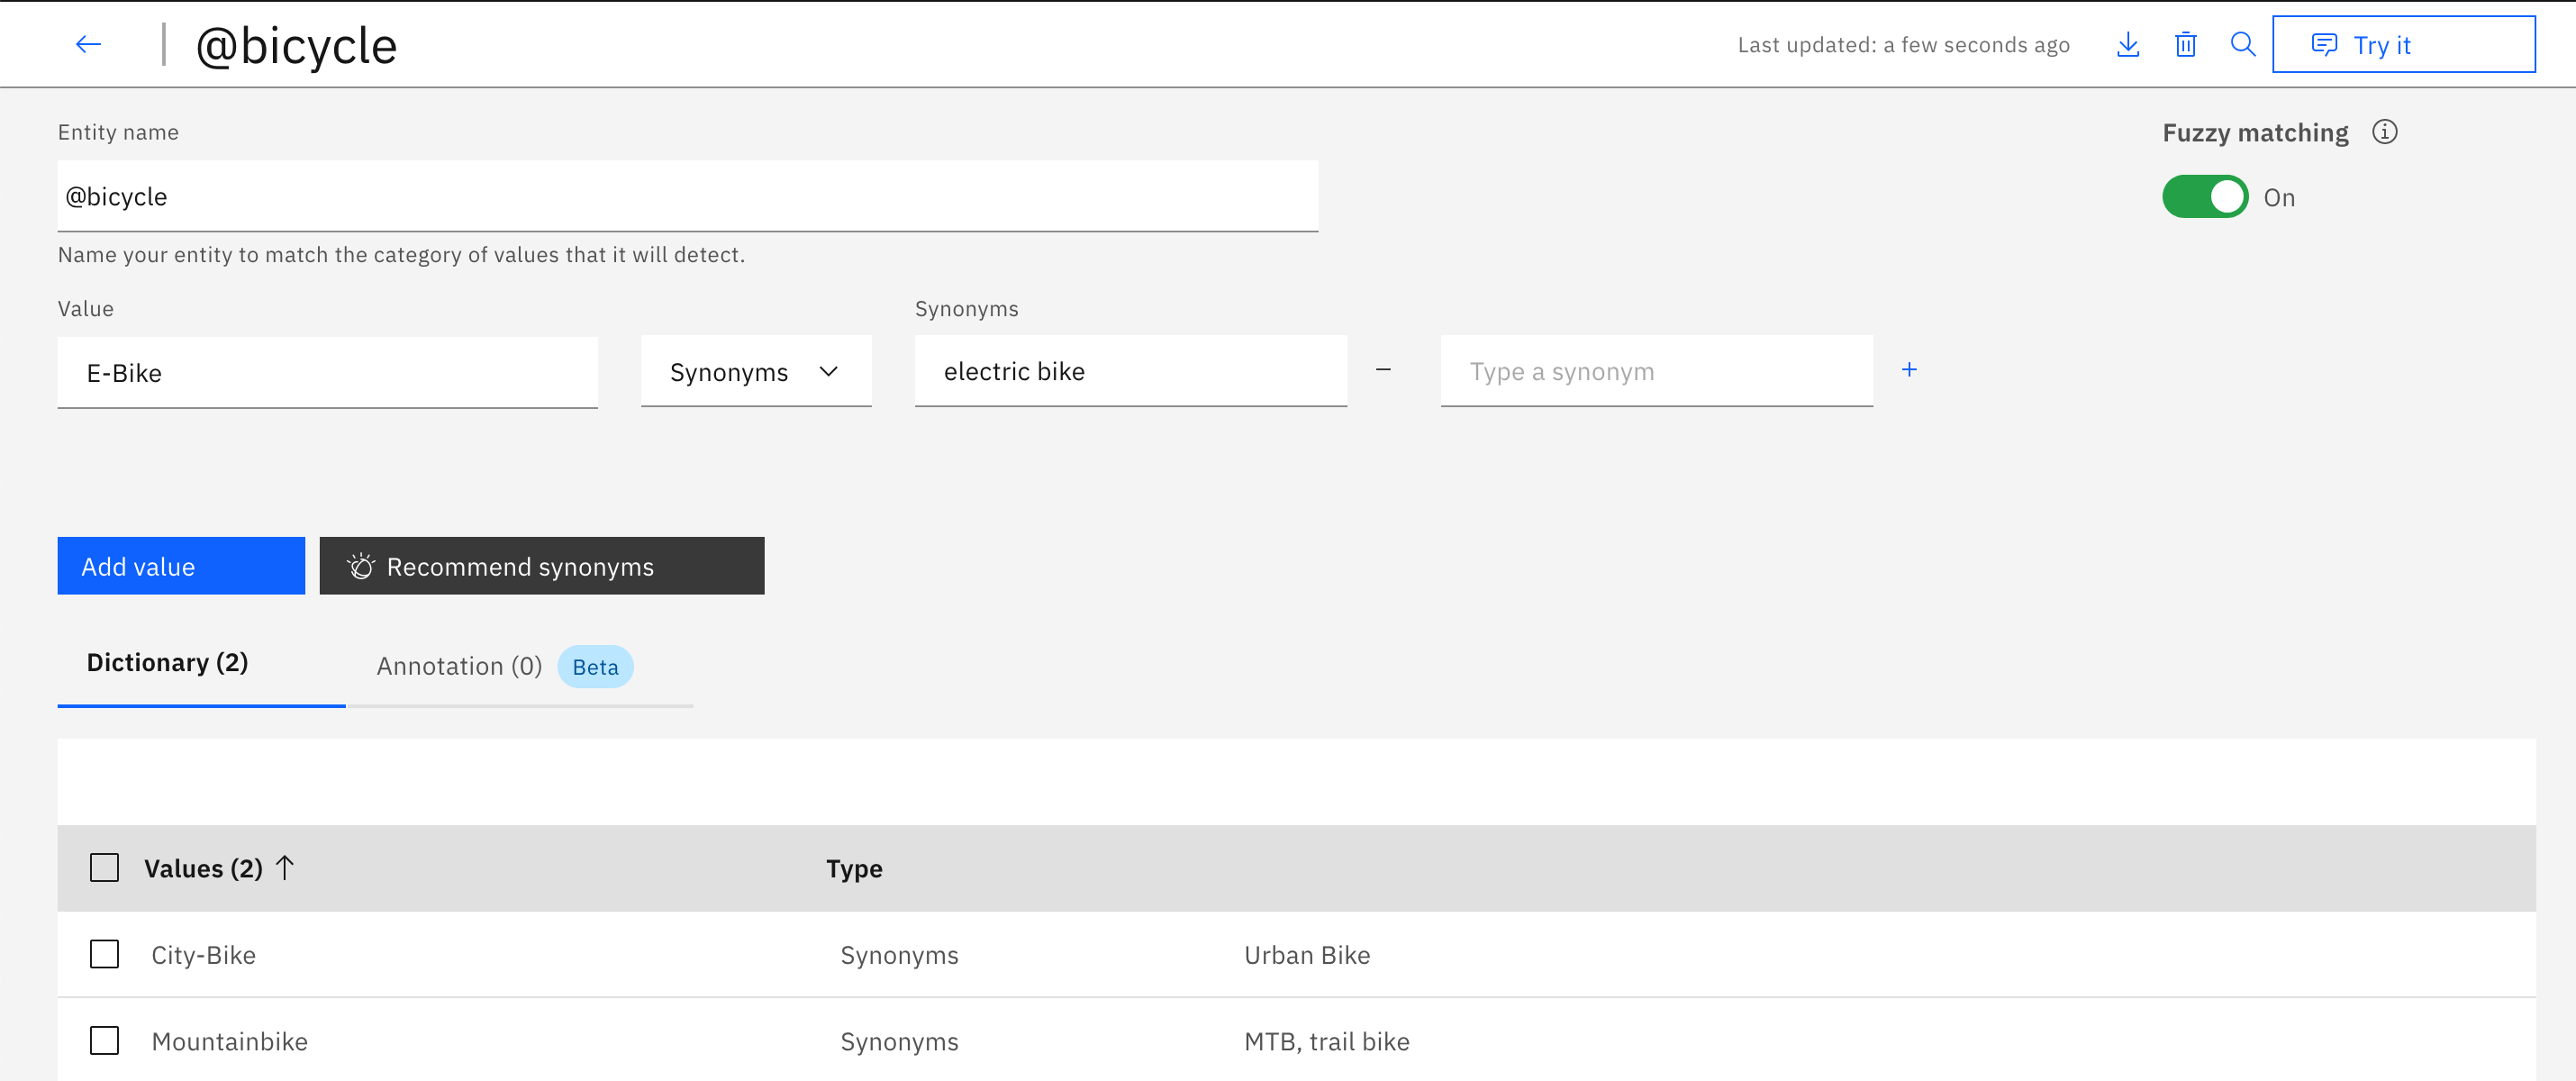 @bicycle
Last updated: a few seconds ago
Try it
Entity name
Fuzzy matching
@bicycle
On
Name your entity to match the category of values that it will detect.
Value
Synonyms
E-Bike
Synonyms
electric bike
Type a synonym
Add value
Recommend synonyms
Dictionary (2)
Annotation (0)
Beta
Values (2)
Type
City-Bike
Synonyms
Urban Bike
Mountainbike
Synonyms
MTB, trail bike